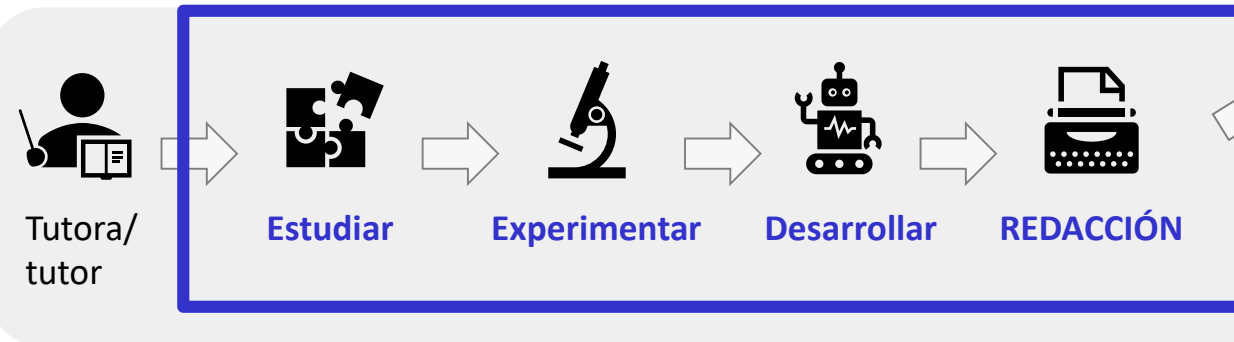 Tutora/
tutor
Estudiar
Experimentar
Desarrollar
REDACCIÓN